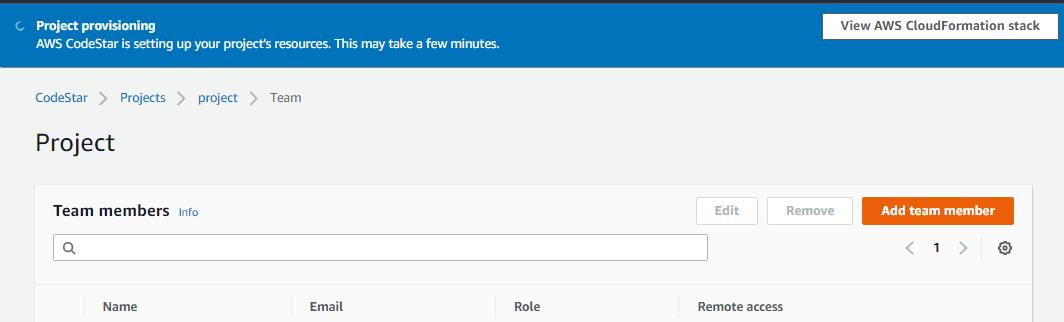 Project provisioning
AWS CodeStar is setting up your project's resources. This may take a few minutes.
View AWS CloudFormation stack
CodeStar Projects project Team
Project
Team members Info Edit Remove Add team member
1
Name Email Role Remote access